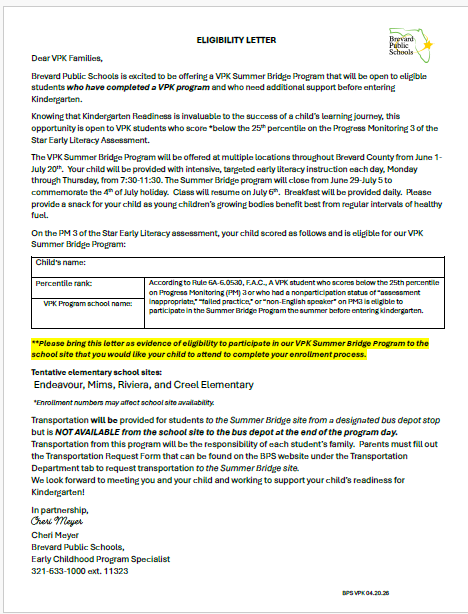 Brevard
Public
Schools
ELIGIBILITY LETTER
Dear VPK Families,
Brevard Public Schools is excited to be offering a VPK Summer Bridge Program that will be open to eligible
students who have completed a VPK program and who need additional support before entering
Kindergarten.
Knowing that Kindergarten Readiness is invaluable to the success of a child's learning journey, this
opportunity is open to VPK students who score *below the 25th percentile on the Progress Monitoring 3 of the
Star Early Literacy Assessment.
The VPK Summer Bridge Program will be offered at multiple locations throughout Brevard County from June 1-
July 20th. Your child will be provided with intensive, targeted early literacy instruction each day, Monday
through Thursday, from 7:30-11:30. The Summer program will close from June 29-July 5 to
commemorate the 4th of July holiday. Class will resume on July 6th. Breakfast will be provided daily. Please
provide a snack for your child as young children's growing bodies benefit best from regular intervals of healthy
fuel.
On the PM 3 of the Star Early Literacy assessment, your child scored as follows and is eligible for our VPK
Summer Bridge Program:
Child's name:
Percentile rank:
VPK Program school name:
According to Rule 6A-6.0530, F.A.C., A VPK student who scores below the 25th percentile
on Progress Monitoring (PM) 3 or who had a nonparticipation status of "assessment
inappropriate," "failed practice," or "non-English speaker" on PM3 is eligible to
participate in the Summer Bridge Program the summer before entering kindergarten.
**Please bring this letter as evidence of eligibility to participate in our VPK Summer Bridge Program to the
school site that you would like your child to attend to complete your enrollment process.
Tentative elementary school sites:
Endeavour, Mims, Riviera, and Creel Elementary
*Enrollment numbers may affect school site availability.
Transportation will be provided for students to the Summer Bridge site from a designated bus depot stop
but is NOT AVAILABLE from the school site to the bus depot at the end of the program day.
Transportation from this program will be the responsibility of each student's family. Parents must fill out
the Transportation Request Form that can be found on the BPS website under the Transportation
Department tab to request transportation to the Summer Bridge site.
We look forward to meeting you and your child and working to support your child's readiness for
Kindergarten!
In partnership,
Cheri Meyer
Cheri Meyer
Brevard Public Schools,
Early Childhood Program Specialist
321-633-1000 ext. 11323
BPS VPK 04.20.26